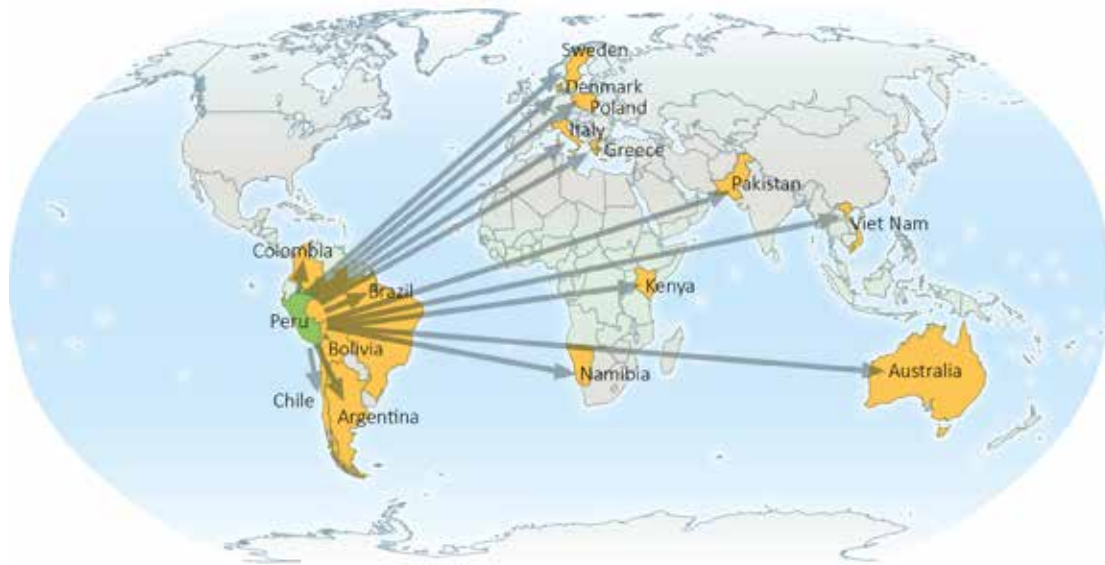 Sweden
Denmark
Poland
Italy
Greece
Pakistan
Viet Nam
Colombia
Brazil
Kenya
Peru
Bolivia
Namibia
Australia
Chile
Argentina